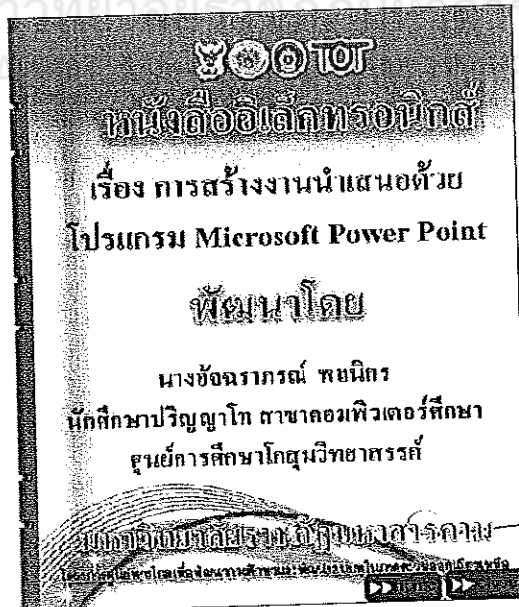 TOT
หนังสืออิเล็คทรอนิกส์
เรื่อง การสร้างงานนำเสนอด้วย
โปรแกรม Microsoft Power Point
พัฒนาโดย
นางอัจฉราภรณ์ พยนิกร
นักศึกษาปริญญาโท สาขาคอมพิวเตอร์ศึกษา
ศูนย์การศึกษาโกสุมวิทยาสรรค์
มหาวิทยาลัยราชภัฏมหาสารคาม